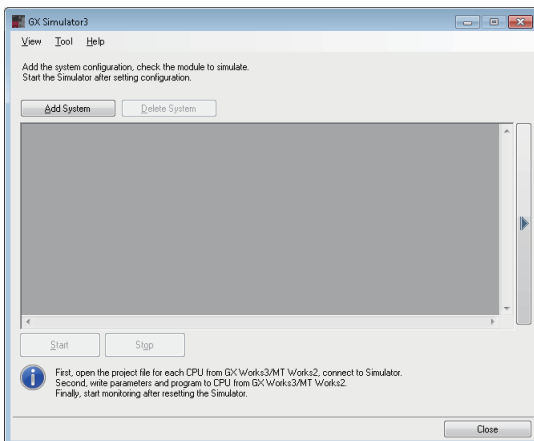 GX Simulator3
View Tool Help
Add the system configuration, check the module to simulate.
Start the Simulator after setting configuration.
Add System Delete System
Start Stop
First, open the project file for each CPU from GX Works3/MT Works2, connect to Simulator.
Second, write parameters and program to CPU from GX Works3/MT Works2.
Finally, start monitoring after resetting the Simulator.
Close